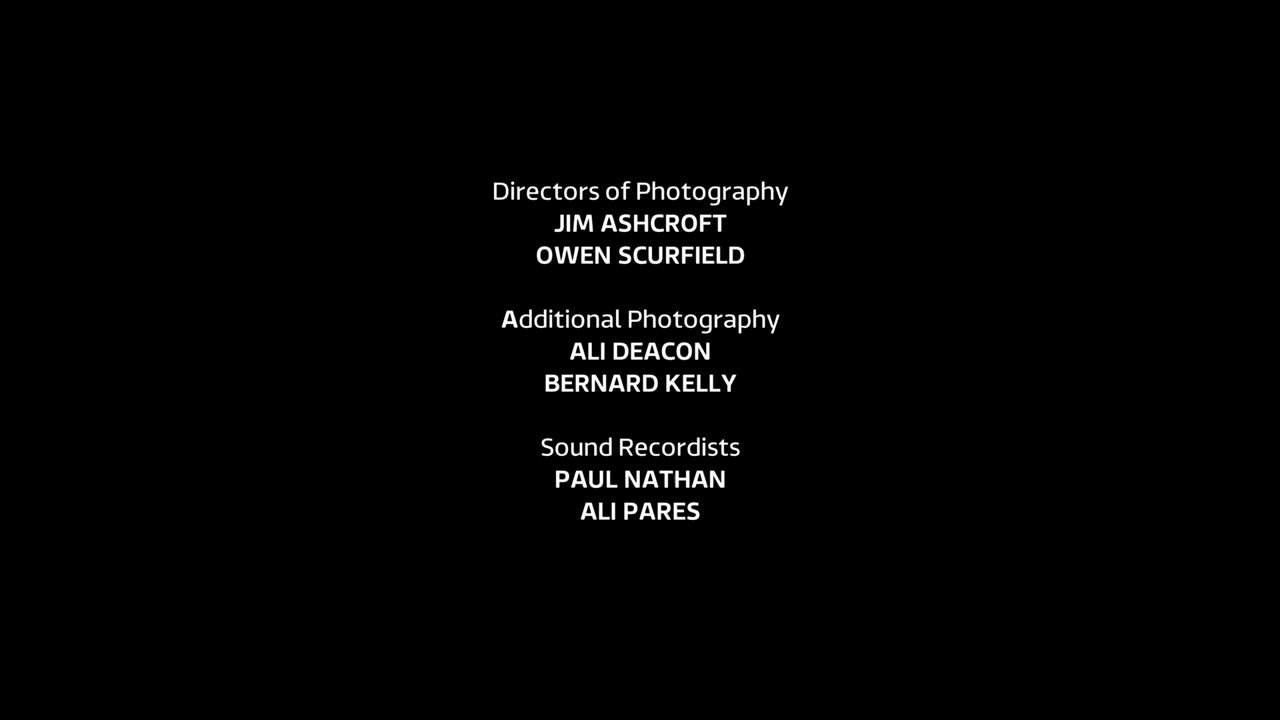 Directors of Photography
JIM ASHCROFT
OWEN SCURFIELD
Additional Photography
ALI DEACON
BERNARD KELLY
Sound Recordists
PAUL NATHAN
ALI PARES